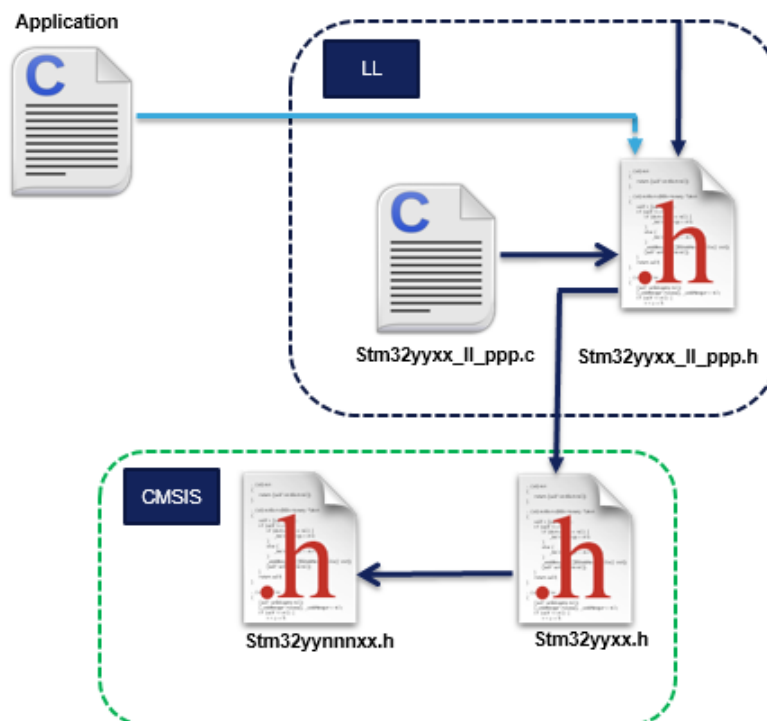 Application
LL
C
C
.h
Stm32yyxx_ll_ppp.c
Stm32yyxx_ll_ppp.h
CMSIS
.h
.h
Stm32yynnnxx.h
Stm32yyxx.h